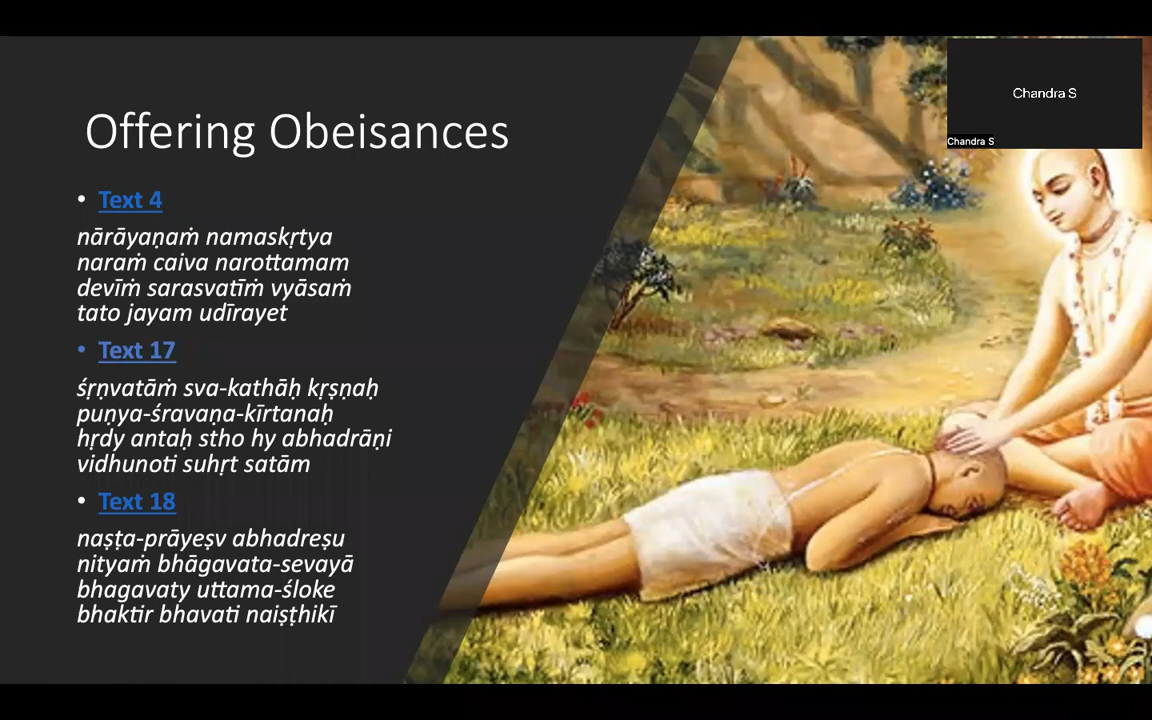 Offering Obeisances
• Text 4
nārāyaṇaṁ namaskṛtya
naraṁ caiva narottamam
devīṁ sarasvatīṁ vyāsaṁ
tato jayam udīrayet
• Text 17
śṛṇvatāṁ sva-kathāḥ kṛṣṇaḥ
puṇya-śravaṇa-kīrtanaḥ
hṛdy antaḥ stho hy abhadrāṇi
vidhunoti suhṛt satām
• Text 18
naṣṭa-prāyeṣv abhadreṣu
nityaṁ bhāgavata-sevayā
bhagavaty uttama-śloke
bhaktir bhavati naiṣṭhikī
Chandra S
Chandra S